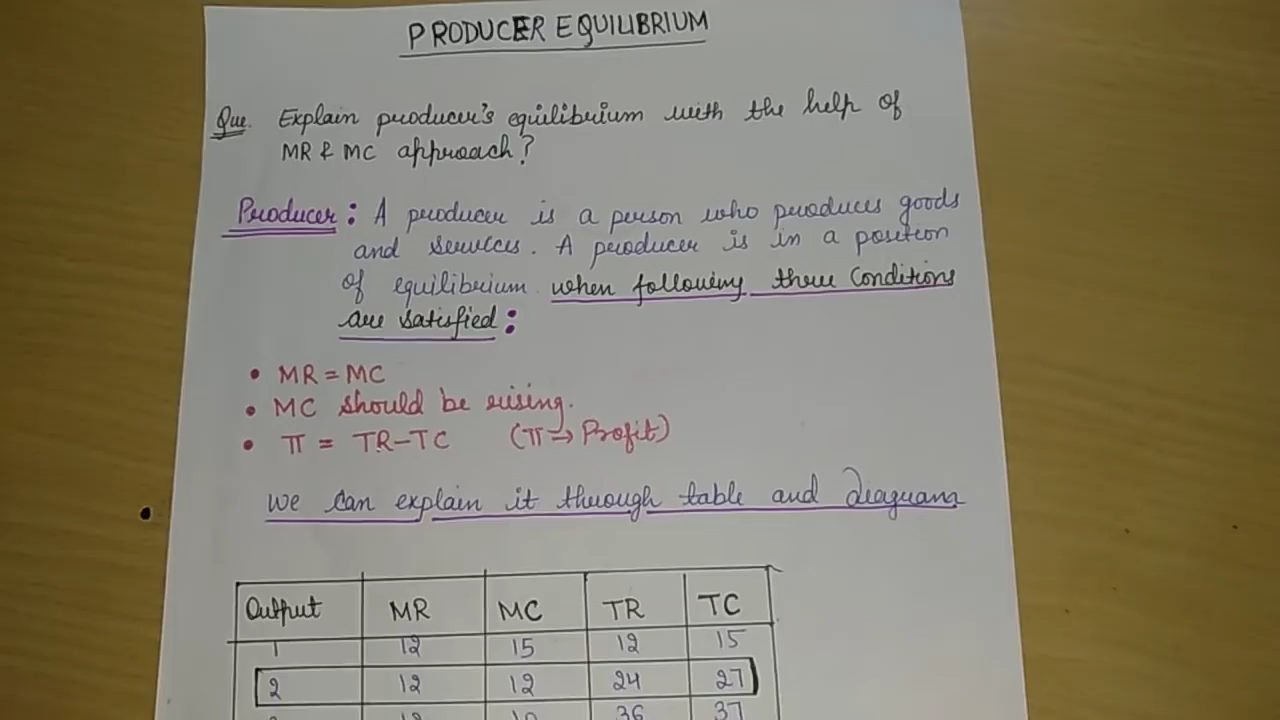 PRODUCER EQUILIBRIUM
Que. Explain producer's equilibrium with the help of
MR & MC approach?
Producer: A producer is a person who produces goods
and services. A producer is in a position
of equilibrium when following three conditions
are satisfied:
• MR = MC
• MC should be rising.
• π = TR-TC (π → Profit)
we can explain it through table and diagram
Output MR MC TR TC
1 12 15 12 15
2 12 12 24 27
36 37